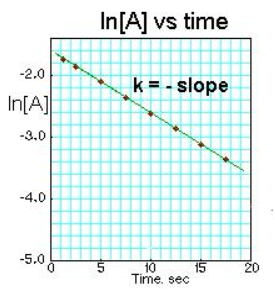 ln[A] vs time
-2.0
k = - slope
ln[A]
-3.0
-4.0
-5.0
0 5 10 15 20
Time, sec